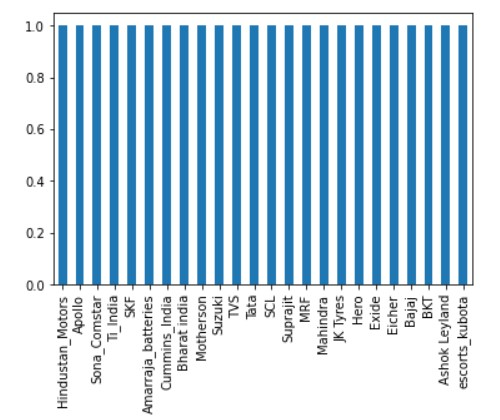 1.0
0.8
0.6
0.4
0.2
0.0
Hindustan_Motors
Apollo
Sona_Comstar
Ti_India
SKF
Amarraja_batteries
Cummins_India
Bharat india
Motherson
Suzuki
TVS
Tata
SCL
Suprajit
MRF
Mahindra
JK Tyres
Hero
Exide
Eicher
Bajaj
BKT
Ashok Leyland
escorts_kubota